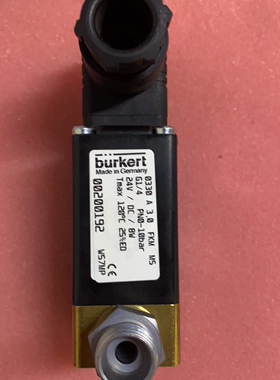 bürkert
Made in Germany
0330 A 3,0 FKM MS
G1/4 PN0-10bar
24V / DC / 8W
Tmax 120°C 25%ED
00200192
W57MP